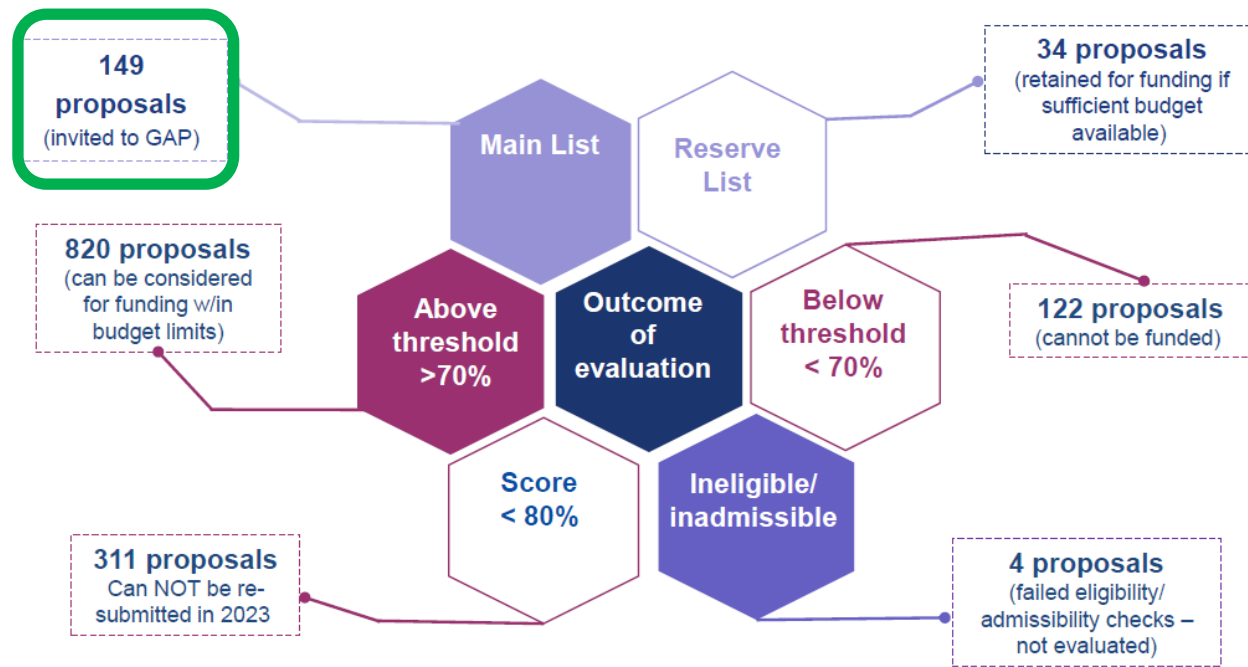 149
proposals
(invited to GAP)
34 proposals
(retained for funding if
sufficient budget
available)
Main List
Reserve
List
820 proposals
(can be considered
for funding w/in
budget limits)
Above
threshold
>70%
Outcome
of
evaluation
Below
threshold
< 70%
122 proposals
(cannot be funded)
Score
< 80%
Ineligible/
inadmissible
311 proposals
Can NOT be re-
submitted in 2023
4 proposals
(failed eligibility/
admissibility checks –
not evaluated)